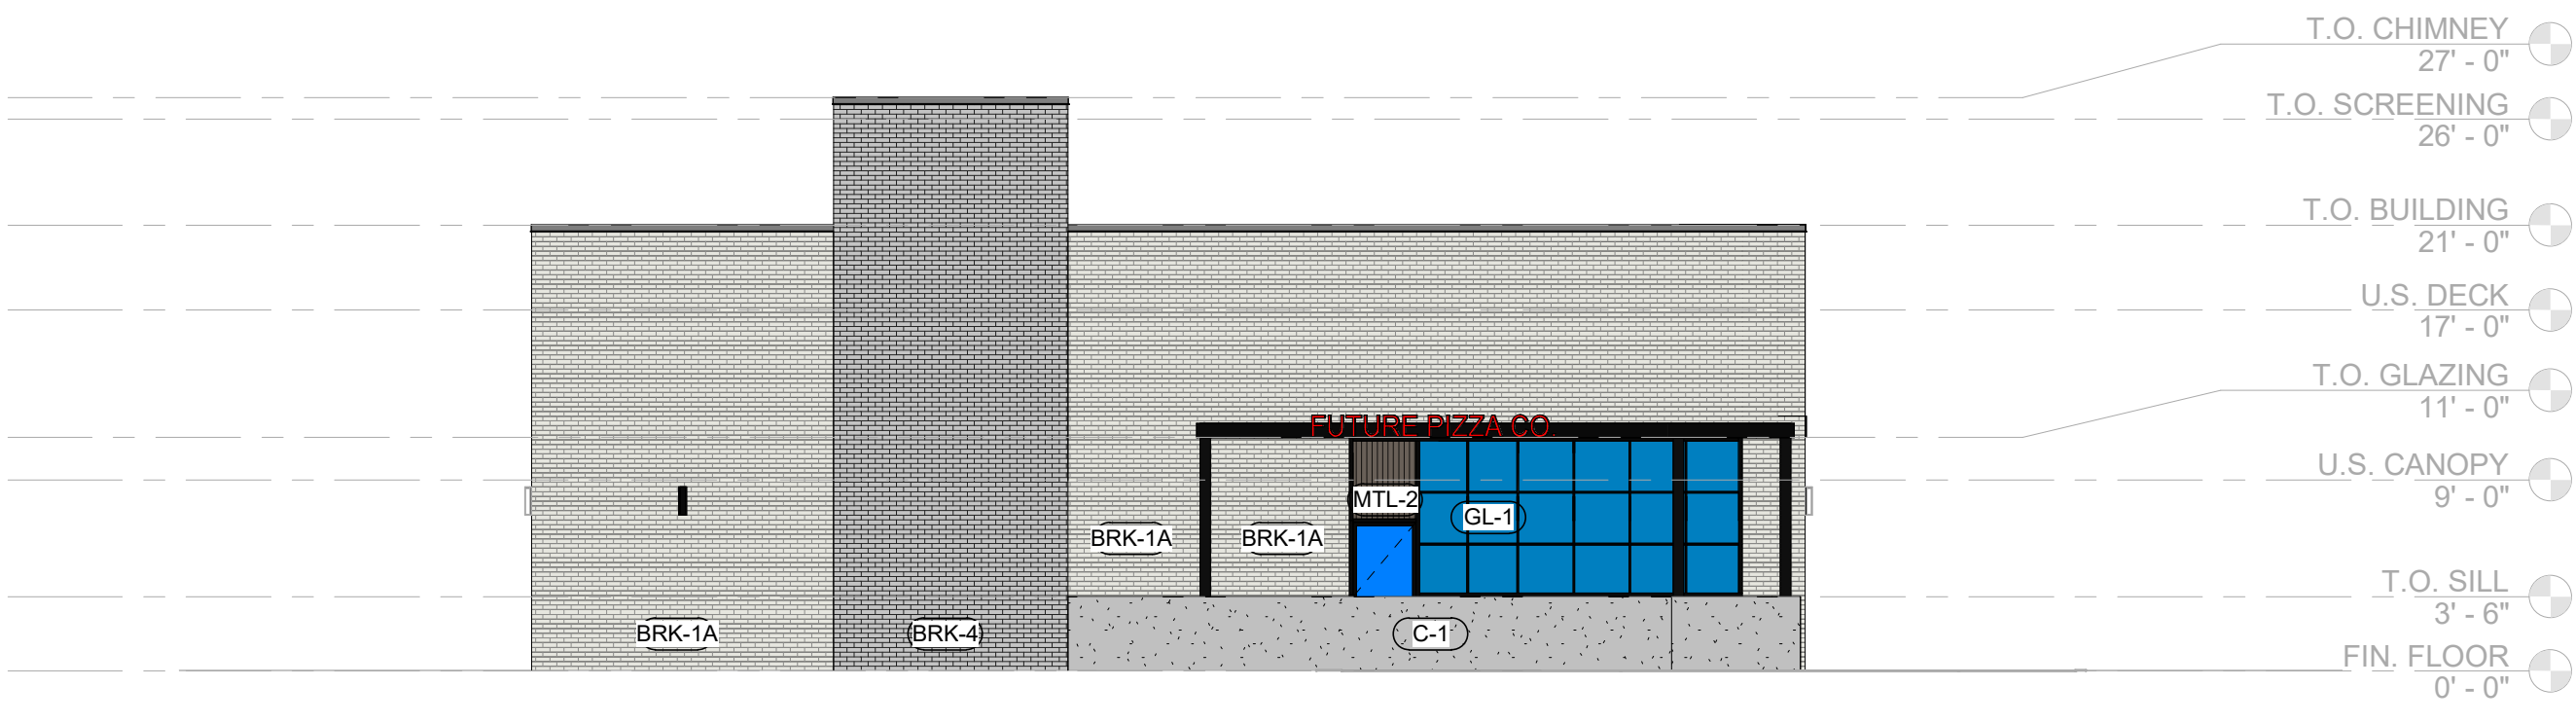 T.O. CHIMNEY
27' - 0"
T.O. SCREENING
26' - 0"
T.O. BUILDING
21' - 0"
U.S. DECK
17' - 0"
T.O. GLAZING
11' - 0"
FUTURE PIZZA CO.
U.S. CANOPY
9' - 0"
MTL-2
GL-1
BRK-1A
BRK-1A
T.O. SILL
3' - 6"
BRK-1A
BRK-4
C-1
FIN. FLOOR
0' - 0"